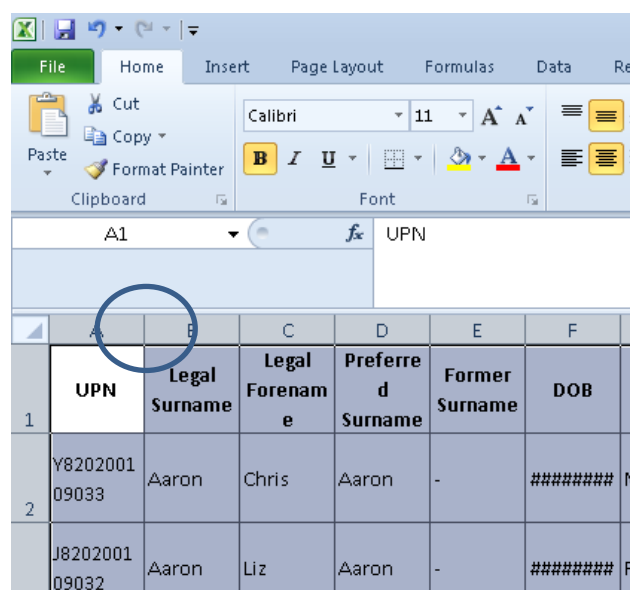 File Home Insert Page Layout Formulas Data Re
Cut
Copy
Paste
Format Painter
Calibri 11 A A
B I U A
Clipboard Font
A1 fx UPN
A B C D E F
1 UPN Legal Surname Legal Forenam e Preferre d Surname Former Surname DOB
2 Y8202001 09033 Aaron Chris Aaron - ########
J8202001 09032 Aaron Liz Aaron - ########